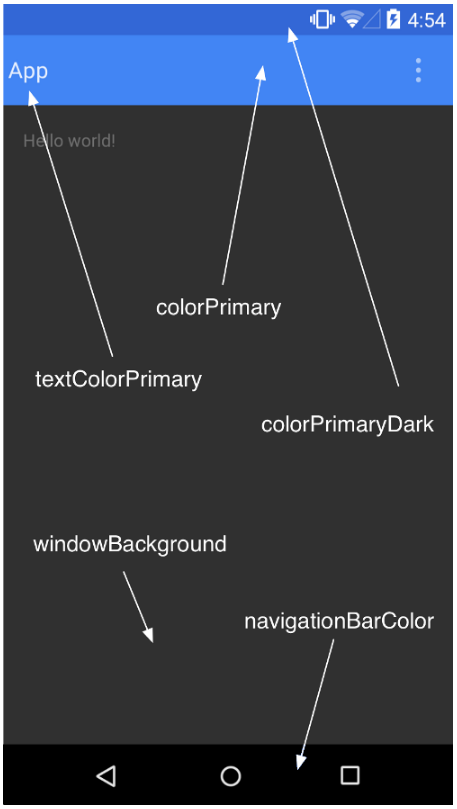 4:54
App
Hello world!
colorPrimary
textColorPrimary
colorPrimaryDark
windowBackground
navigationBarColor